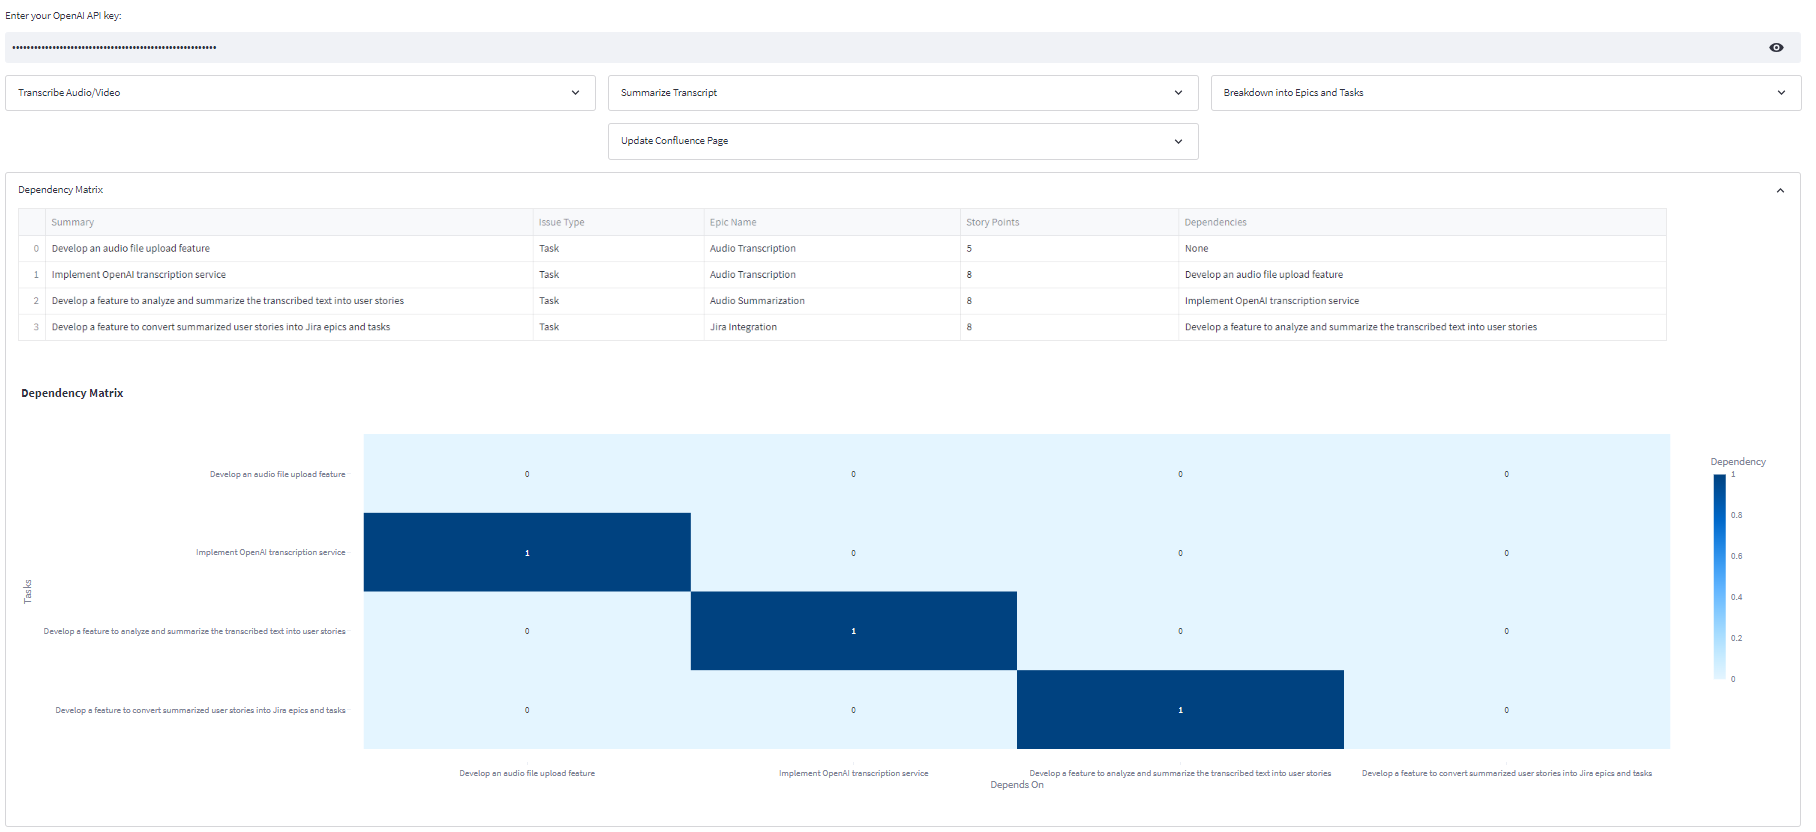 Enter your OpenAI API key:
••••••••••••••••••••••••••••••••••••••••••••••••••••••••
Transcribe Audio/Video
Summarize Transcript
Breakdown into Epics and Tasks
Update Confluence Page
Dependency Matrix
Summary Issue Type Epic Name Story Points Dependencies
0 Develop an audio file upload feature Task Audio Transcription 5 None
1 Implement OpenAI transcription service Task Audio Transcription 8 Develop an audio file upload feature
2 Develop a feature to analyze and summarize the transcribed text into user stories Task Audio Summarization 8 Implement OpenAI transcription service
3 Develop a feature to convert summarized user stories into Jira epics and tasks Task Jira Integration 8 Develop a feature to analyze and summarize the transcribed text into user stories
Dependency Matrix
Dependency
Develop an audio file upload feature 0 0 0 0
Implement OpenAI transcription service 1 0 0 0
Develop a feature to analyze and summarize the transcribed text into user stories 0 1 0 0
Develop a feature to convert summarized user stories into Jira epics and tasks 0 0 1 0
Tasks
1
0.8
0.6
0.4
0.2
0
Develop an audio file upload feature
Implement OpenAI transcription service
Develop a feature to analyze and summarize the transcribed text into user stories
Develop a feature to convert summarized user stories into Jira epics and tasks
Depends On